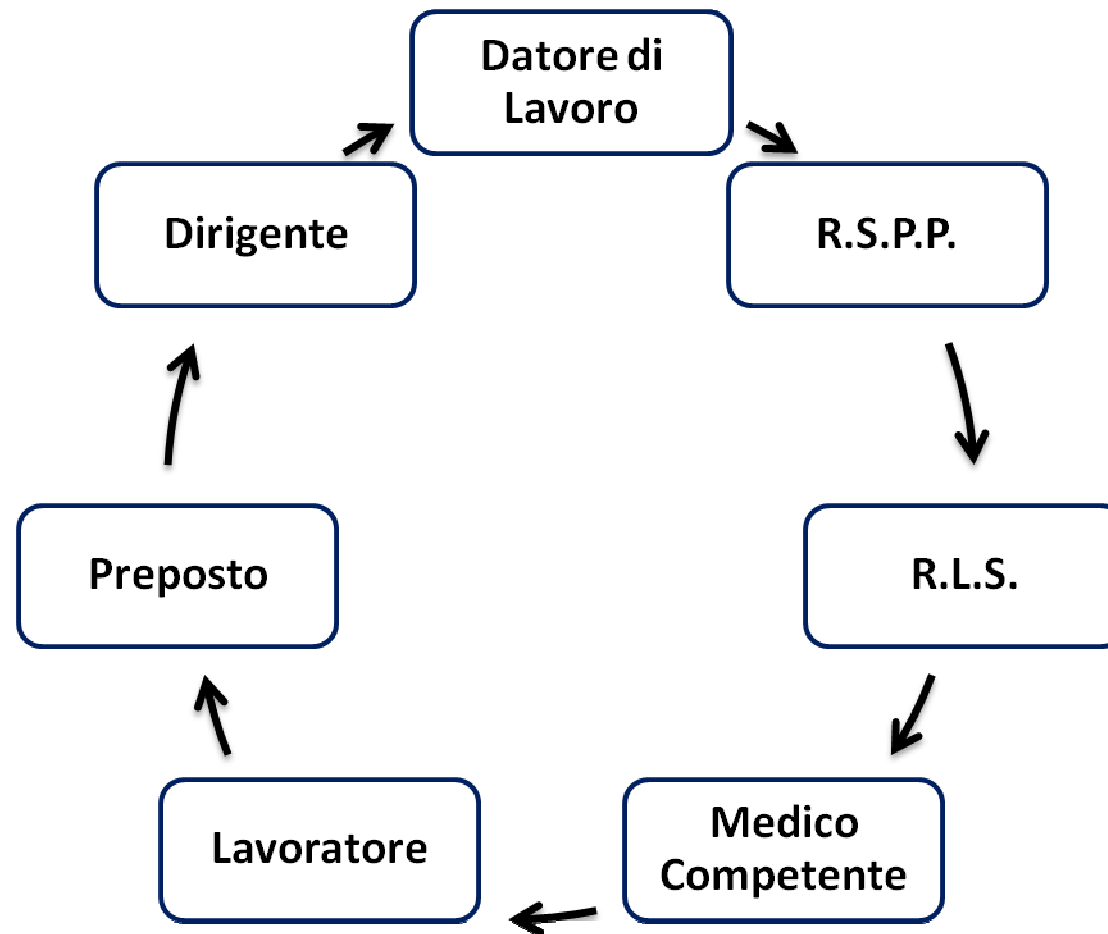 Datore di
Lavoro
R.S.P.P.
R.L.S.
Medico
Competente
Lavoratore
Preposto
Dirigente